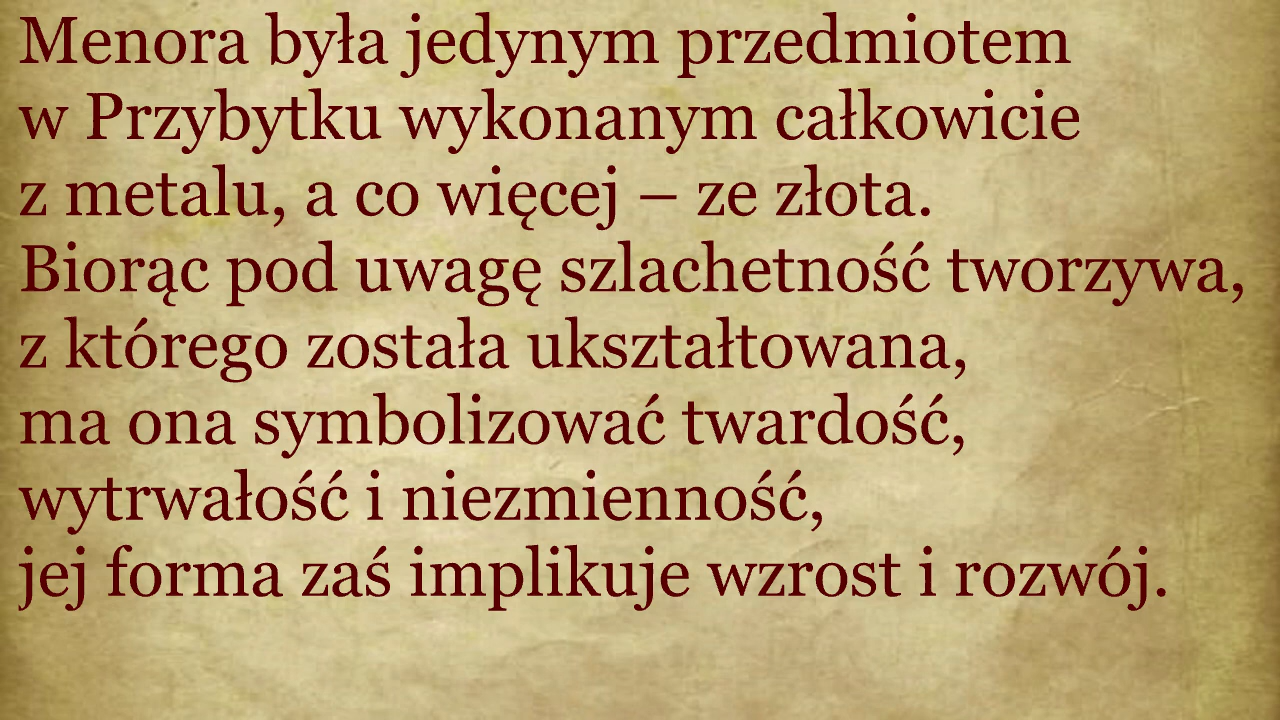 Menora była jedynym przedmiotem
w Przybytku wykonanym całkowicie
z metalu, a co więcej – ze złota.
Biorąc pod uwagę szlachetność tworzywa,
z którego została ukształtowana,
ma ona symbolizować twardość,
wytrwałość i niezmienność,
jej forma zaś implikuje wzrost i rozwój.